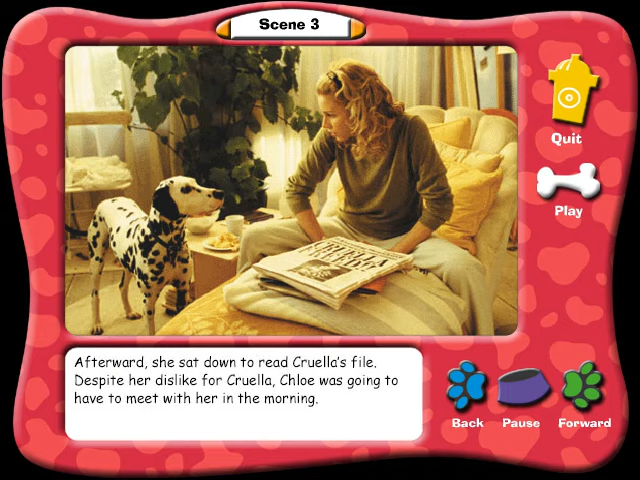 Scene 3
Quit
Play
CRUELLA
Afterward, she sat down to read Cruella's file.
Despite her dislike for Cruella, Chloe was going to
have to meet with her in the morning.
Back Pause Forward